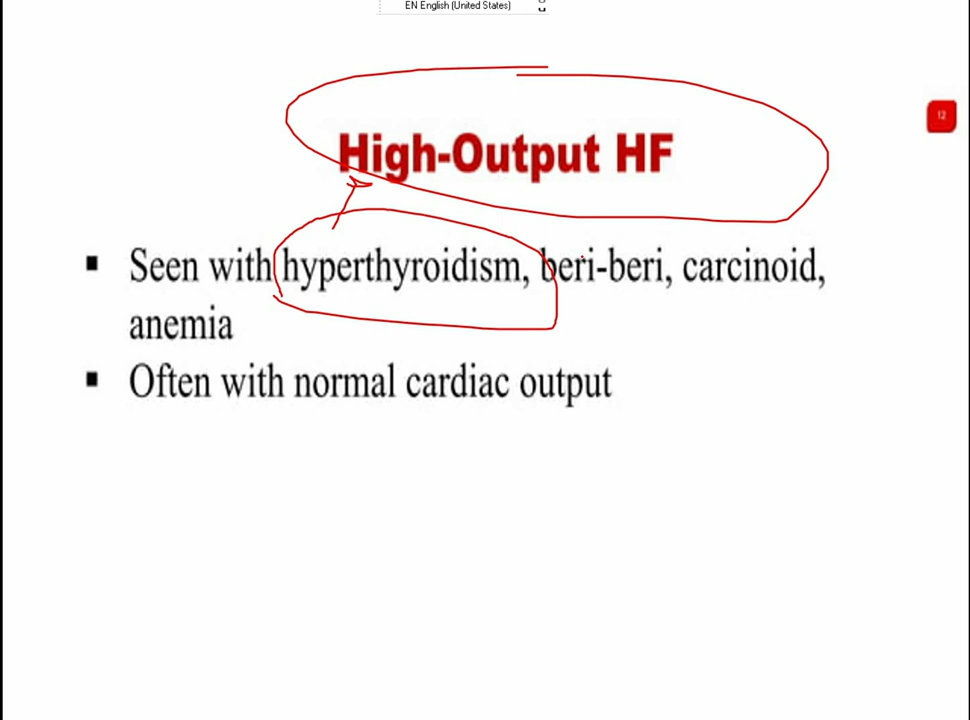 EN English (United States)
12
High-Output HF
▪ Seen with hyperthyroidism, beri-beri, carcinoid,
anemia
▪ Often with normal cardiac output